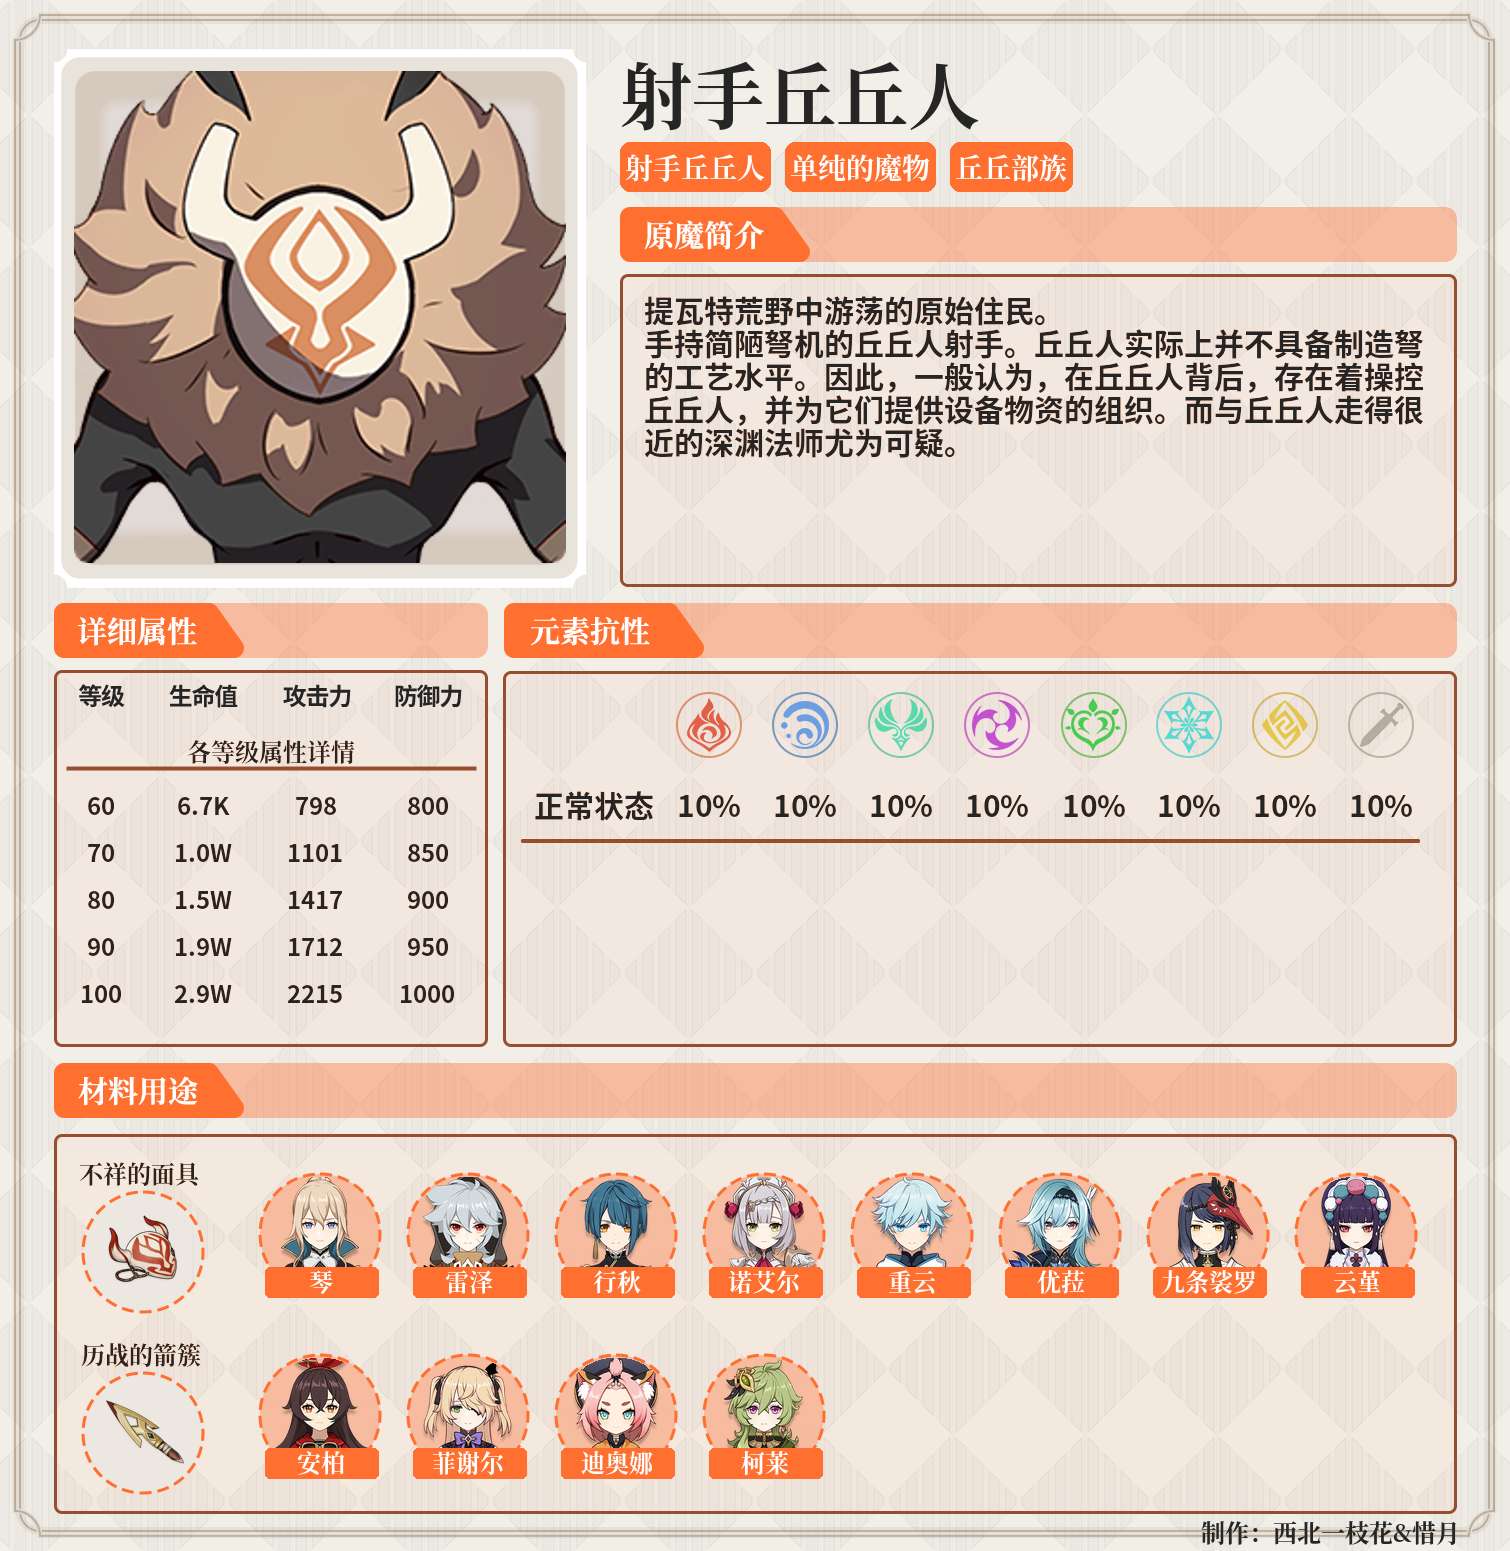 射手丘丘人
射手丘丘人 单纯的魔物 丘丘部族
原魔简介
提瓦特荒野中游荡的原始住民。
手持简陋弩机的丘丘人射手。丘丘人实际上并不具备制造弩
的工艺水平。因此，一般认为，在丘丘人背后，存在着操控
丘丘人，并为它们提供设备物资的组织。而与丘丘人走得很
近的深渊法师尤为可疑。
详细属性
等级 生命值 攻击力 防御力
各等级属性详情
60 6.7K 798 800
70 1.0W 1101 850
80 1.5W 1417 900
90 1.9W 1712 950
100 2.9W 2215 1000
元素抗性
正常状态 10% 10% 10% 10% 10% 10% 10% 10%
材料用途
不祥的面具
琴 雷泽 行秋 诺艾尔 重云 优菈 九条裟罗 云堇
历战的箭簇
安柏 菲谢尔 迪奥娜 柯莱
制作：西北一枝花&惜月